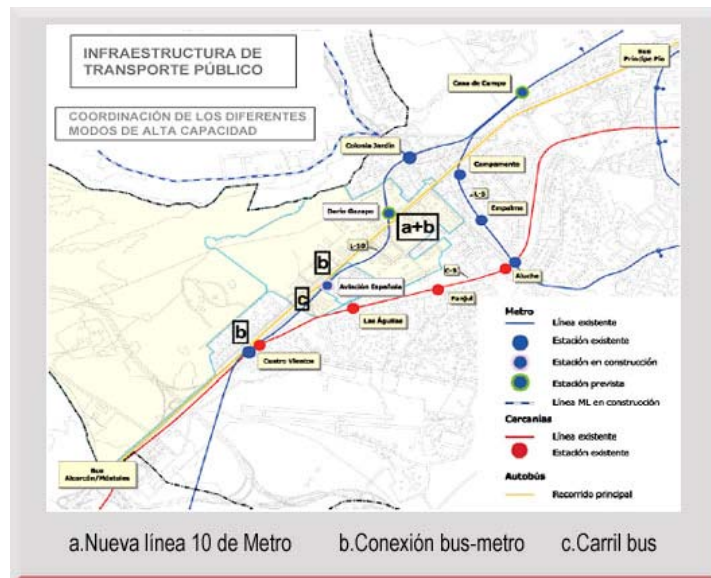 INFRAESTRUCTURA DE
TRANSPORTE PÚBLICO
COORDINACIÓN DE LOS DIFERENTES
MODOS DE ALTA CAPACIDAD
Bus
Príncipe Pío
Casa de Campo
Colonia Jardín
Campamento
L-5
Empalme
Darío Gazapo
a+b
L-10
b
Aviación Española
c
C-5
Aluche
Fanjul
Las Águilas
b
Cuatro Vientos
Bus
Alcorcón/Móstoles
Metro
Línea existente
Estación existente
Estación en construcción
Estación prevista
Línea ML en construcción
Cercanías
Línea existente
Estación existente
Autobús
Recorrido principal
a.Nueva línea 10 de Metro b.Conexión bus-metro c.Carril bus